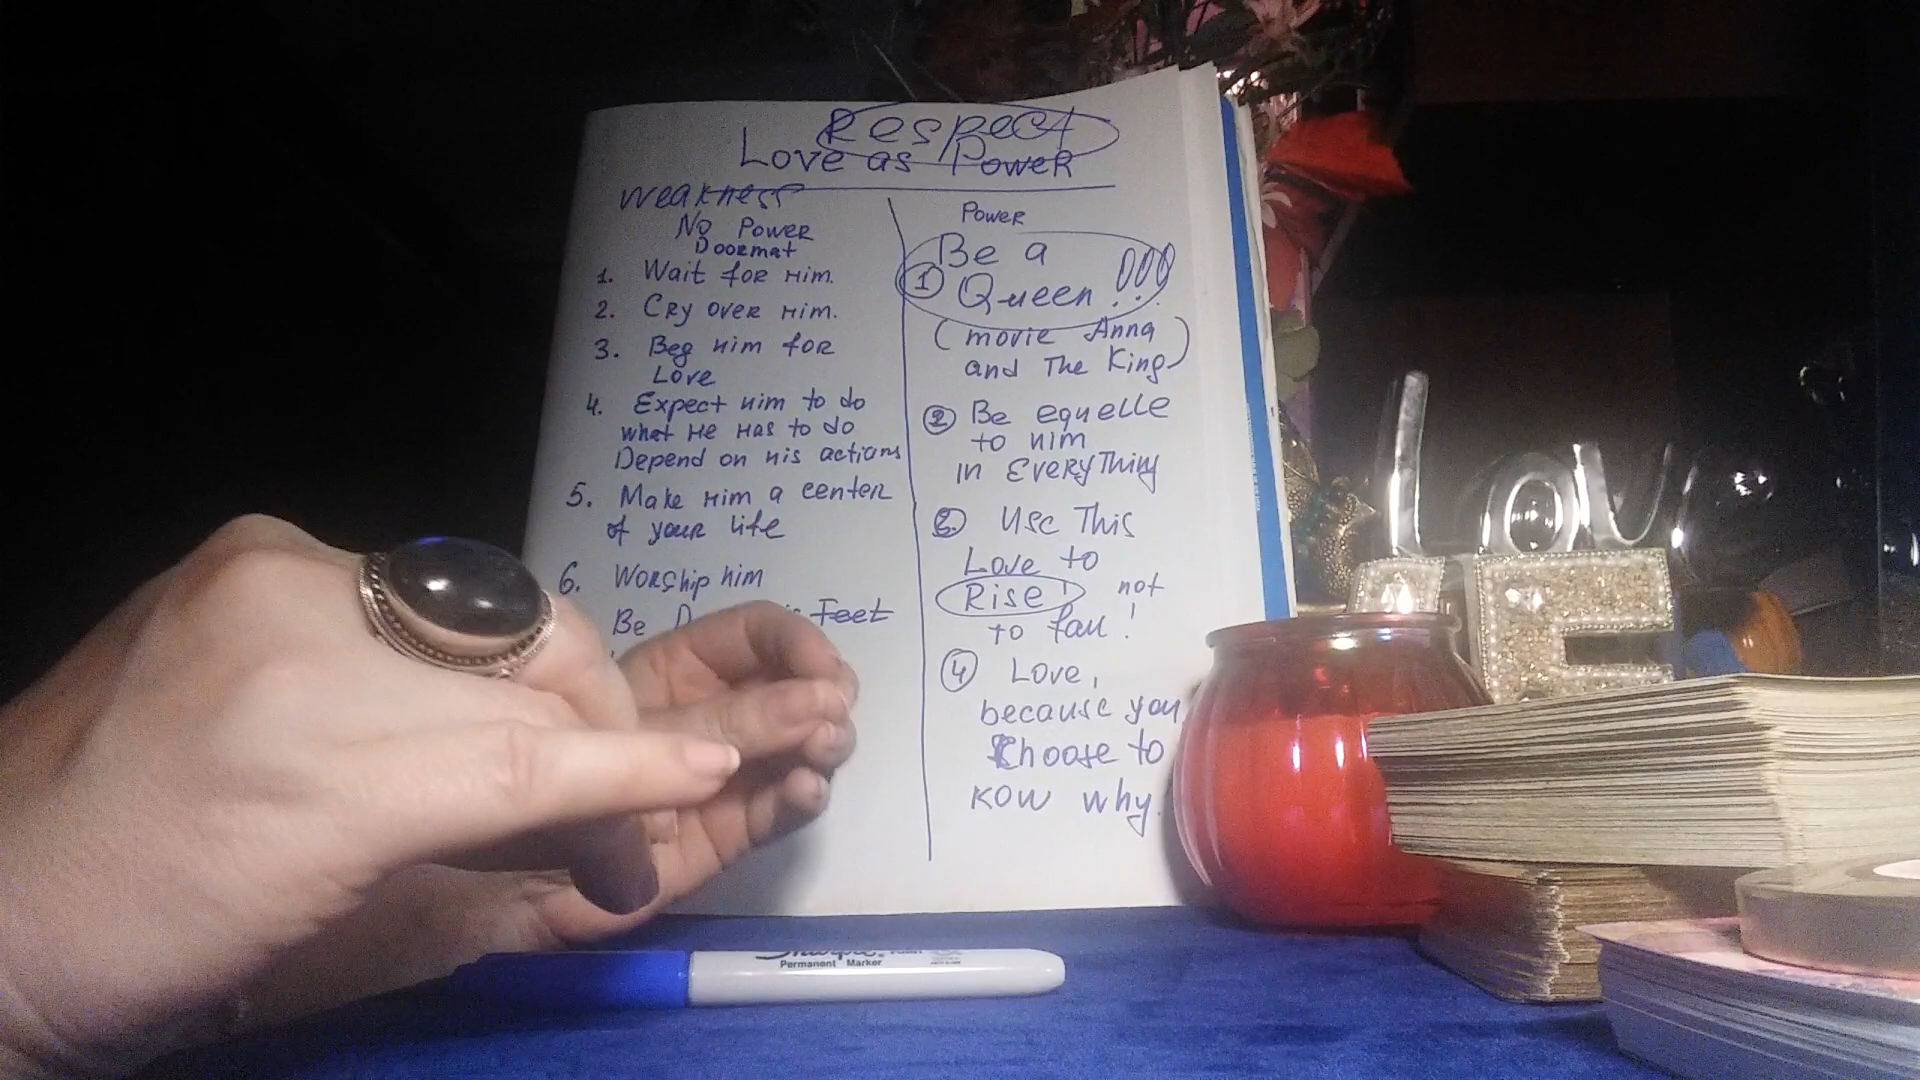 Respect
Love as Power
Weakness
No Power
Doormat
1. Wait for Him.
2. Cry over Him.
3. Beg him for
Love
4. Expect him to do
what He Has to do
Depend on his actions
5. Make Him a center
of your life
6. Worship him
Be Feet
Power
Be a
1 Queen!!!
(movie Anna
and The King)
2 Be equelle
to him
in EveryThing
3 Use This
Love to
Rise! not
to fall!
4 Love,
because you
Choose to
kow why.
LOV
E
Sharpie
Permanent Marker